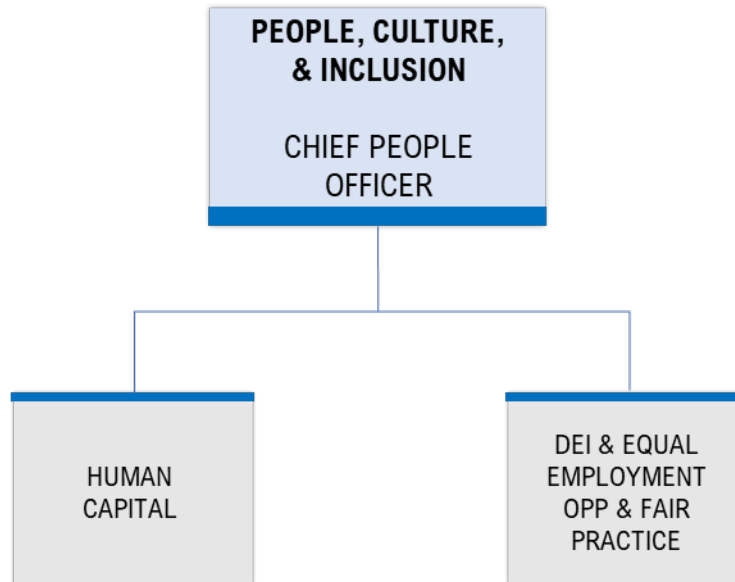 PEOPLE, CULTURE,
& INCLUSION
CHIEF PEOPLE
OFFICER
HUMAN
CAPITAL
DEI & EQUAL
EMPLOYMENT
OPP & FAIR
PRACTICE